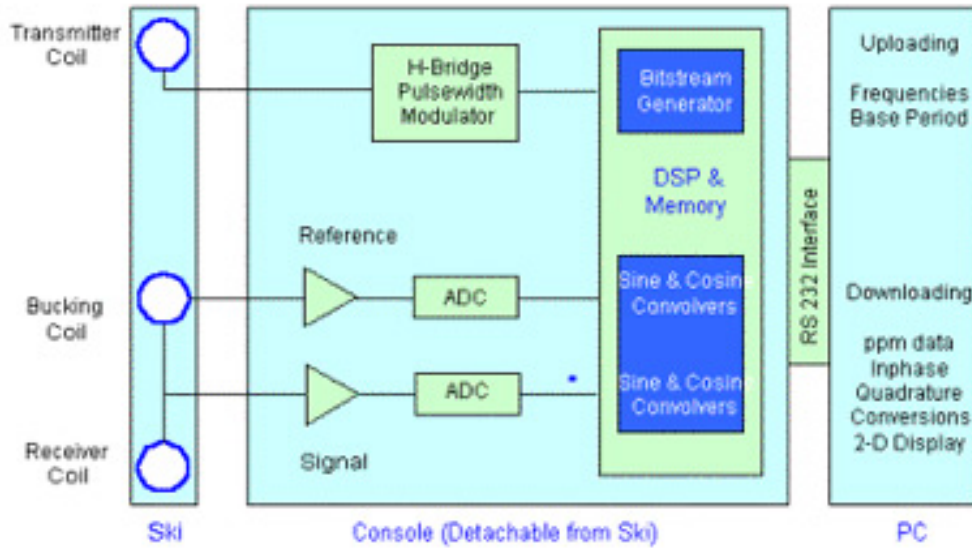 Transmitter
Coil
H-Bridge
Pulsewidth
Modulator
Bitstream
Generator
Uploading
Frequencies
Base Period
DSP &
Memory
Reference
RS 232 Interface
Bucking
Coil
ADC
Sine & Cosine
Convolvers
Downloading
ppm data
Inphase
Quadrature
Conversions
2-D Display
ADC
Sine & Cosine
Convolvers
Receiver
Coil
Signal
Ski
Console (Detachable from Ski)
PC